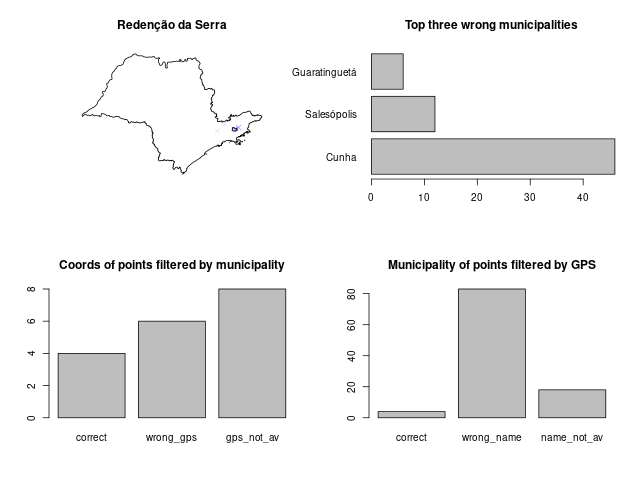 Redenção da Serra
Top three wrong municipalities
Guaratinguetá
Salesópolis
Cunha
0 10 20 30 40
Coords of points filtered by municipality
0 2 4 6 8
correct wrong_gps gps_not_av
Municipality of points filtered by GPS
0 20 40 60 80
correct wrong_name name_not_av